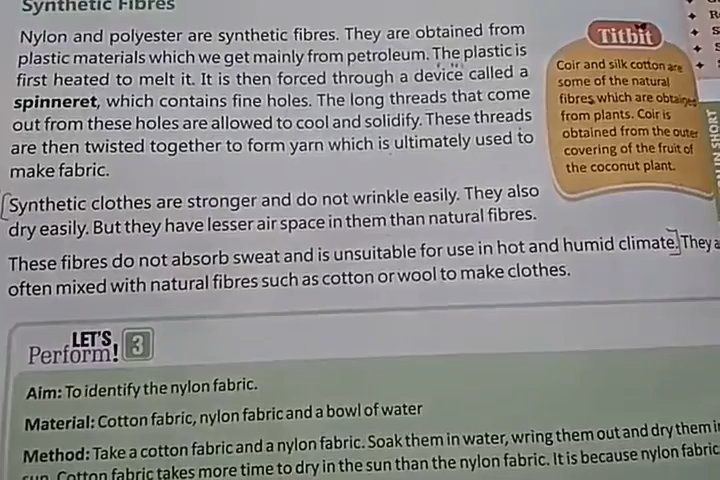 Synthetic Fibres
Nylon and polyester are synthetic fibres. They are obtained from
plastic materials which we get mainly from petroleum. The plastic is
first heated to melt it. It is then forced through a device called a
spinneret, which contains fine holes. The long threads that come
out from these holes are allowed to cool and solidify. These threads
are then twisted together to form yarn which is ultimately used to
make fabric.
Synthetic clothes are stronger and do not wrinkle easily. They also
dry easily. But they have lesser air space in them than natural fibres.
These fibres do not absorb sweat and is unsuitable for use in hot and humid climate. They a
often mixed with natural fibres such as cotton or wool to make clothes.
Titbit
Coir and silk cotton are
some of the natural
fibres which are obtained
from plants. Coir is
obtained from the outer
covering of the fruit of
the coconut plant.
IN SHORT
LET'S
Perform! 3
Aim: To identify the nylon fabric.
Material: Cotton fabric, nylon fabric and a bowl of water
Method: Take a cotton fabric and a nylon fabric. Soak them in water, wring them out and dry them in
sun. Cotton fabric takes more time to dry in the sun than the nylon fabric. It is because nylon fabric